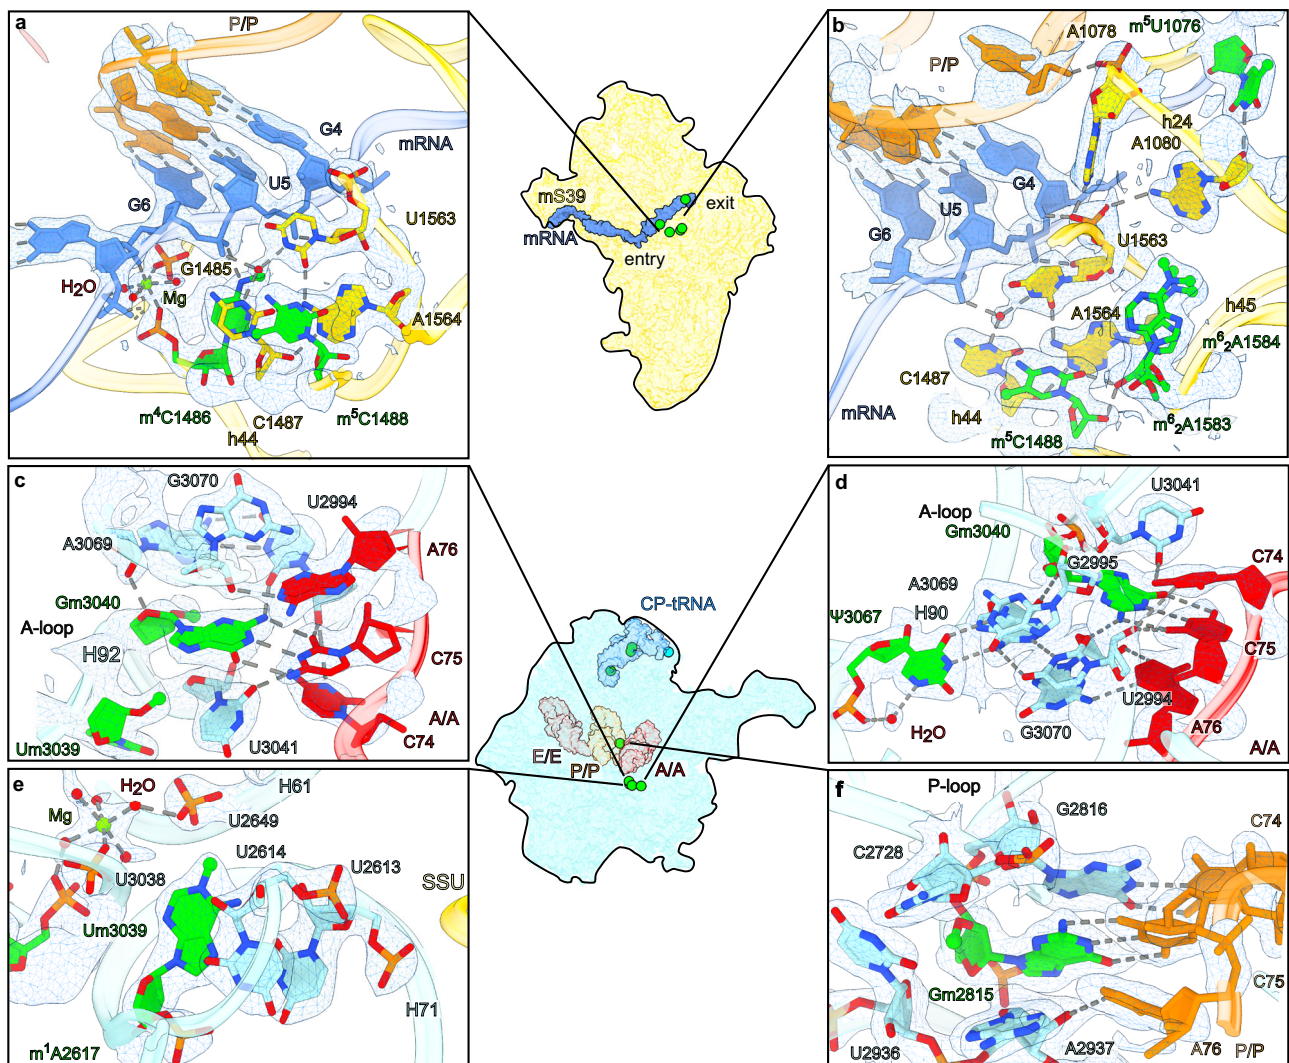 a
P/P
G4
mRNA
U5
G6
U1563
G1485
H2O
Mg
A1564
m4C1486
C1487
m5C1488
h44
mS39
mRNA
exit
entry
b
A1078
m5U1076
P/P
h24
A1080
G4
U5
G6
U1563
h45
A1564
m62A1584
C1487
mRNA
h44
m62A1583
m5C1488
c
G3070
U2994
A3069
A76
Gm3040
A-loop
H92
C75
A/A
Um3039
U3041
C74
CP-tRNA
E/E
P/P
A/A
d
U3041
A-loop
Gm3040
C74
G2995
A3069
H90
Ψ3067
C75
U2994
H2O
G3070
A76
A/A
e
H2O
H61
Mg
U2649
U2614
U2613
U3038
SSU
Um3039
H71
m1A2617
f
P-loop
G2816
C74
C2728
Gm2815
C75
U2936
A2937
A76
P/P